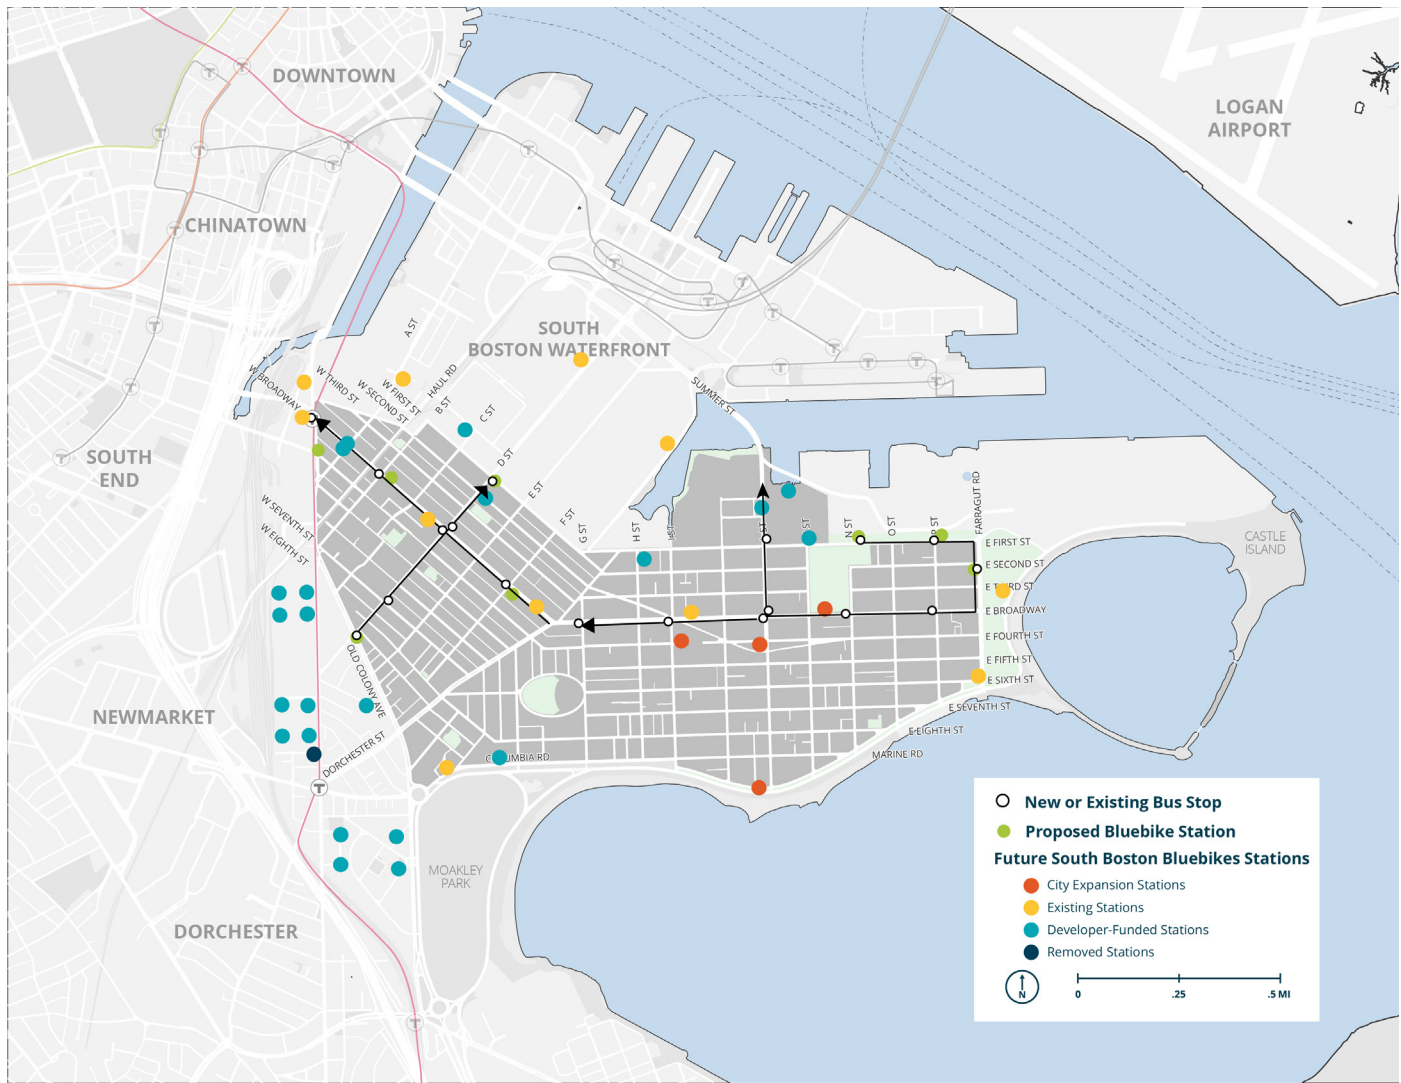 DOWNTOWN
LOGAN
AIRPORT
CHINATOWN
SOUTH
BOSTON WATERFRONT
A ST
HAUL RD
B ST
C ST
D ST
E ST
F ST
G ST
H ST
N ST
O ST
FARRAGUT RD
SUMMER ST
W BROADWAY
W THIRD ST
W SECOND ST
W FIRST ST
SOUTH
END
W SEVENTH ST
W EIGHTH ST
E FIRST ST
E SECOND ST
E BROADWAY
E FOURTH ST
E FIFTH ST
E SIXTH ST
E SEVENTH ST
E EIGHTH ST
MARINE RD
CASTLE
ISLAND
OLD COLONY AVE
DORCHESTER ST
NEWMARKET
MOAKLEY
PARK
DORCHESTER
T
New or Existing Bus Stop
Proposed Bluebike Station
Future South Boston Bluebikes Stations
City Expansion Stations
Existing Stations
Developer-Funded Stations
Removed Stations
N
0 .25 .5 MI